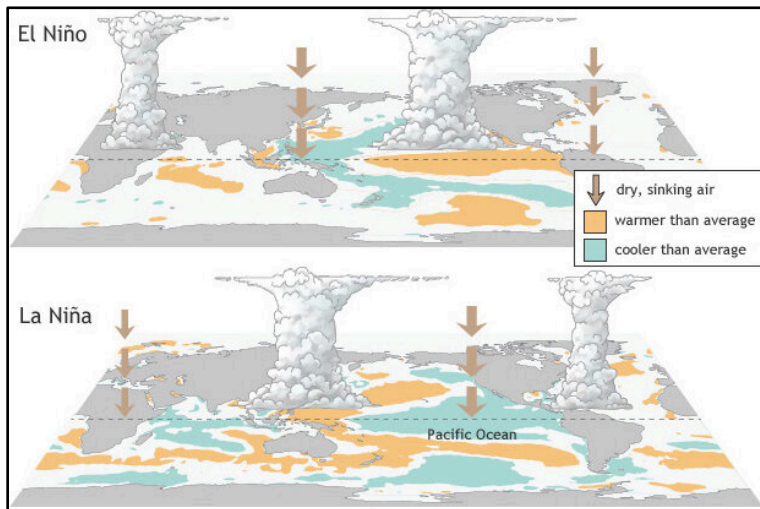 El Niño
dry, sinking air
warmer than average
cooler than average
La Niña
Pacific Ocean